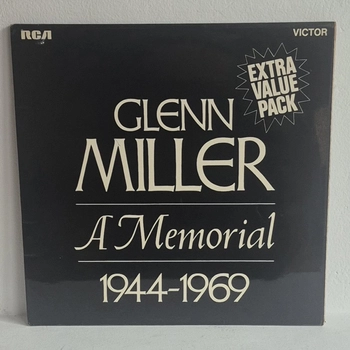 RCA
VICTOR
EXTRA
VALUE
PACK
GLENN
MILLER
A Memorial
1944-1969